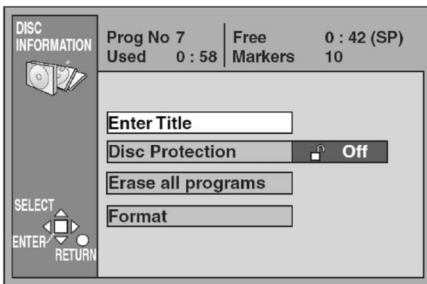 DISC
INFORMATION
Prog No 7 Free 0 : 42 (SP)
Used 0 : 58 Markers 10
Enter Title
Disc Protection Off
Erase all programs
Format
SELECT
ENTER
RETURN